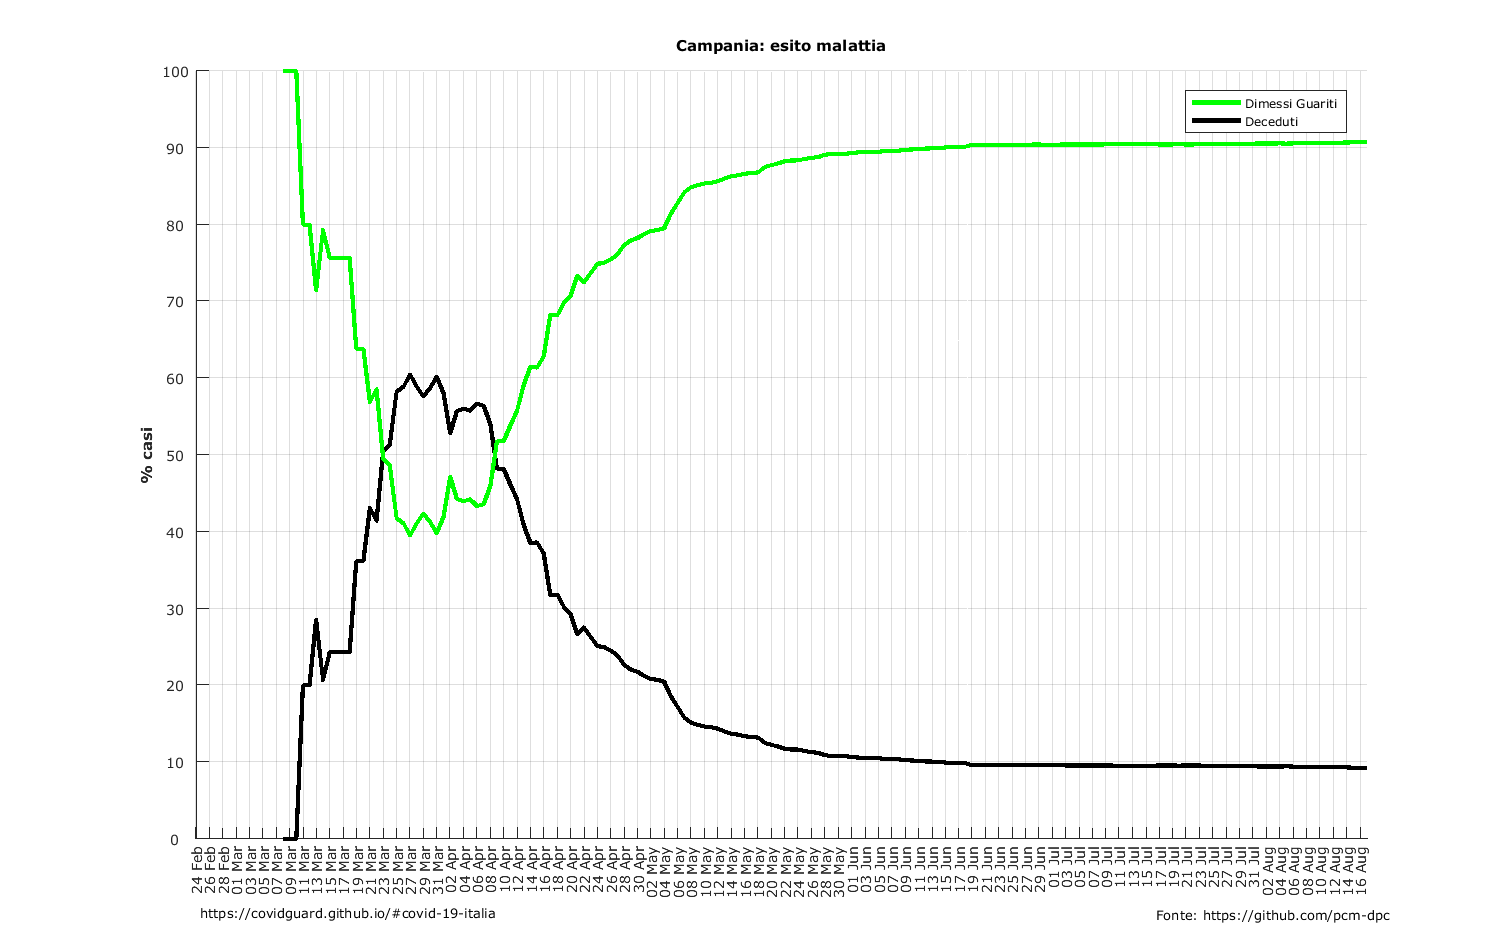 Campania: esito malattia
100
90
80
70
60
50
40
30
20
10
0
% casi
Dimessi Guariti
Deceduti
24 Feb
26 Feb
28 Feb
01 Mar
03 Mar
05 Mar
07 Mar
09 Mar
11 Mar
13 Mar
15 Mar
17 Mar
19 Mar
21 Mar
23 Mar
25 Mar
27 Mar
29 Mar
31 Mar
02 Apr
04 Apr
06 Apr
08 Apr
10 Apr
12 Apr
14 Apr
16 Apr
18 Apr
20 Apr
22 Apr
24 Apr
26 Apr
28 Apr
30 Apr
02 May
04 May
06 May
08 May
10 May
12 May
14 May
16 May
18 May
20 May
22 May
24 May
26 May
28 May
30 May
01 Jun
03 Jun
05 Jun
07 Jun
09 Jun
11 Jun
13 Jun
15 Jun
17 Jun
19 Jun
21 Jun
23 Jun
25 Jun
27 Jun
29 Jun
01 Jul
03 Jul
05 Jul
07 Jul
09 Jul
11 Jul
13 Jul
15 Jul
17 Jul
19 Jul
21 Jul
23 Jul
25 Jul
27 Jul
29 Jul
31 Jul
02 Aug
04 Aug
06 Aug
08 Aug
10 Aug
12 Aug
14 Aug
16 Aug
https://covidguard.github.io/#covid-19-italia
Fonte: https://github.com/pcm-dpc